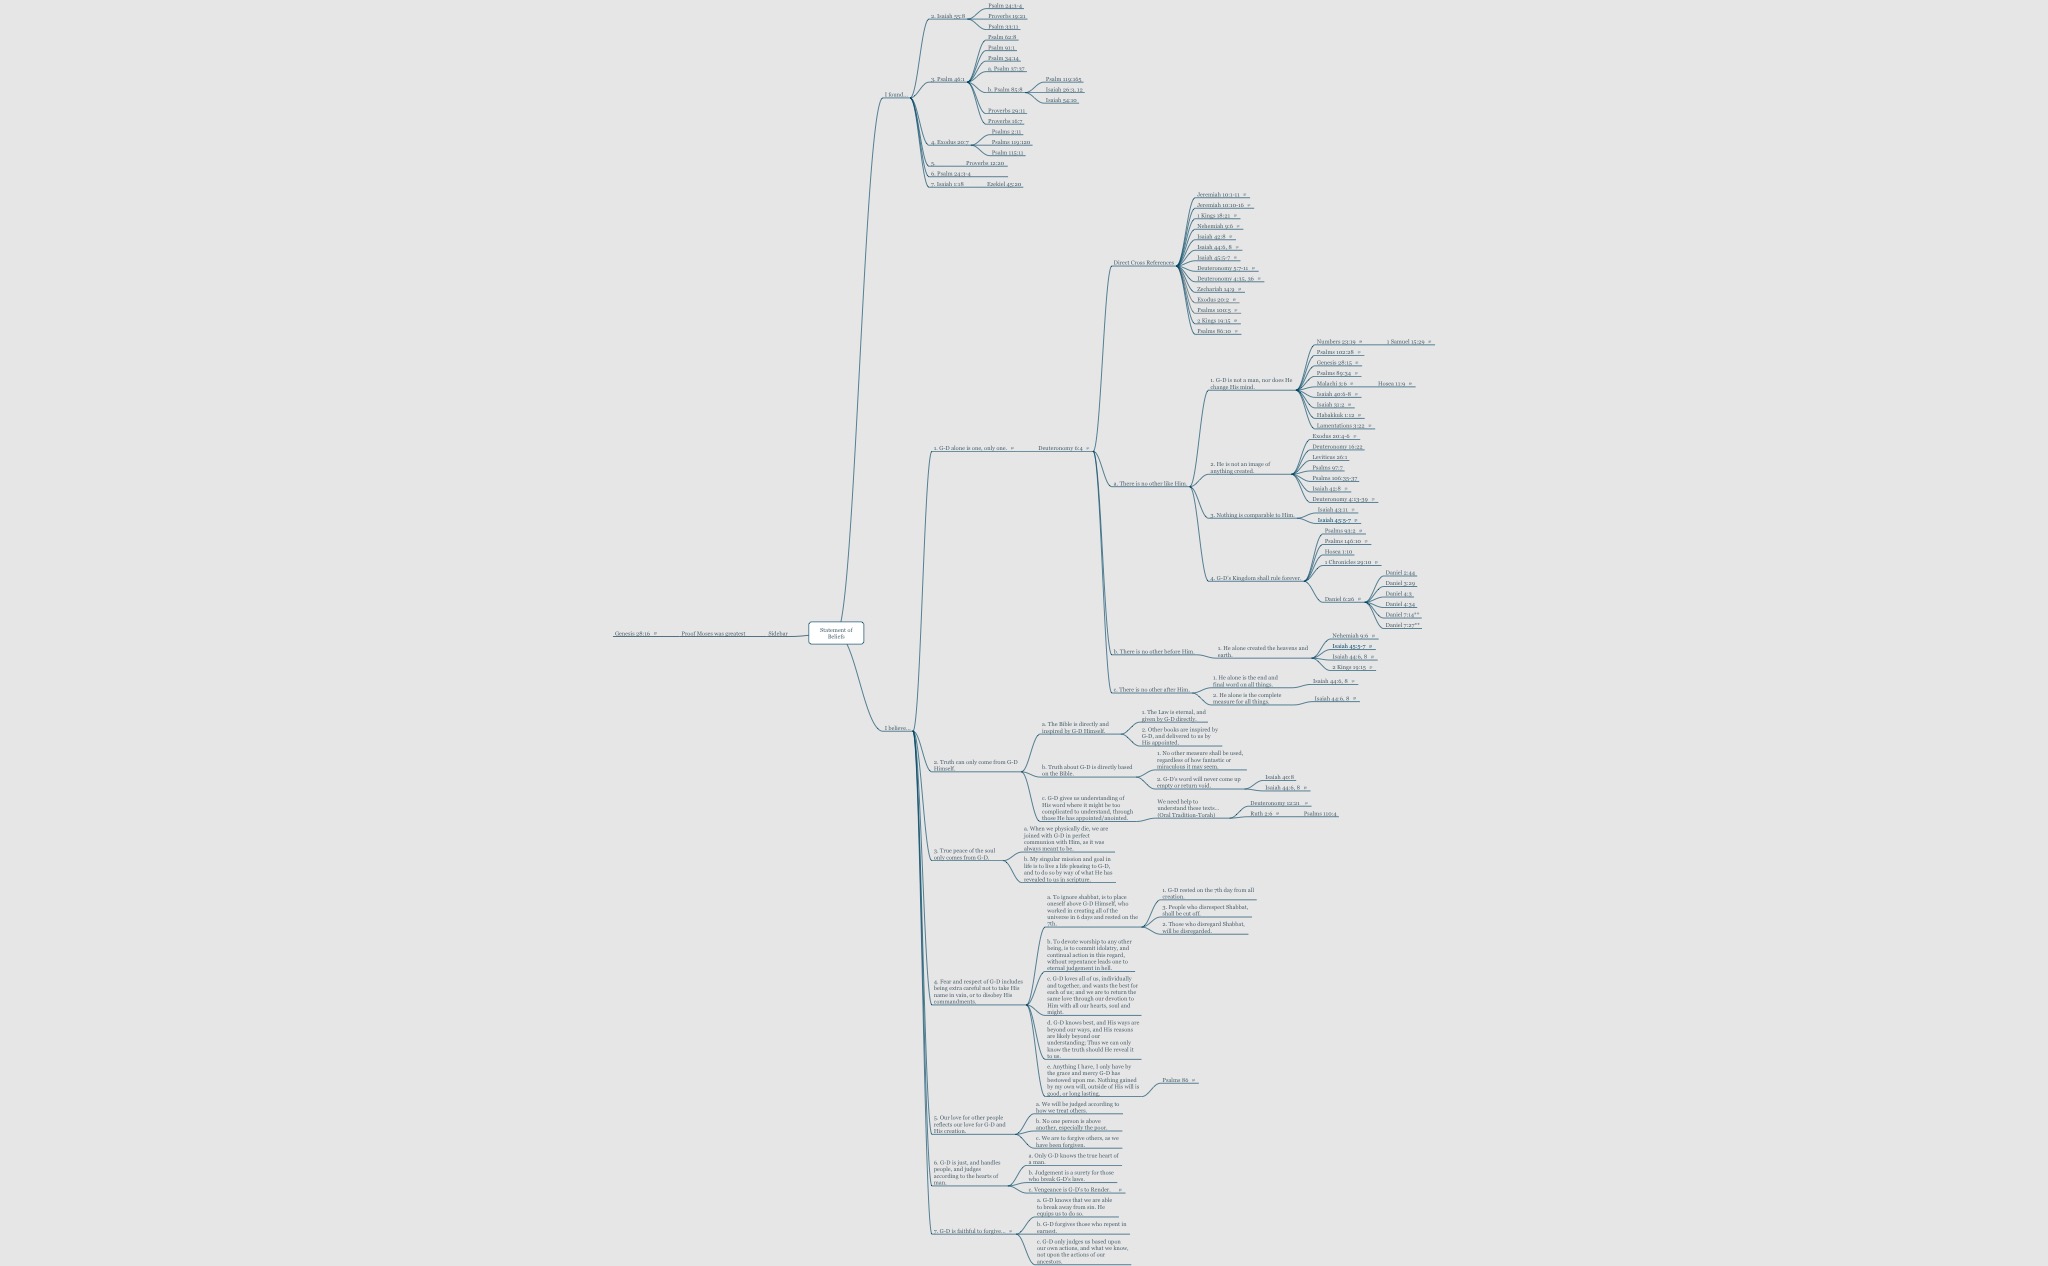 Statement of
Beliefs
Sidebar
Proof Moses was greatest
Genesis 28:16
I found...
2. Isaiah 55:8
Psalm 24:3-4
Proverbs 19:21
Psalm 33:11
3. Psalm 46:1
Psalm 62:8
Psalm 91:1
Psalm 34:14
a. Psalm 37:37
b. Psalm 85:8
Psalm 119:165
Isaiah 26:3, 12
Isaiah 54:10
Proverbs 29:11
Proverbs 16:7
4. Exodus 20:7
Psalms 2:11
Psalms 119:120
Psalm 115:11
5.
Proverbs 12:20
6. Psalm 24:3-4
7. Isaiah 1:18
Ezekiel 45:20
I believe...
1. G-D alone is one, only one.
Deuteronomy 6:4
Direct Cross References
Jeremiah 10:1-11
Jeremiah 10:10-16
1 Kings 18:21
Nehemiah 9:6
Isaiah 42:8
Isaiah 44:6, 8
Isaiah 45:5-7
Deuteronomy 5:7-11
Deuteronomy 4:35, 36
Zechariah 14:9
Exodus 20:2
Psalms 100:3
2 Kings 19:15
Psalms 86:10
a. There is no other like Him.
1. G-D is not a man, nor does He
change His mind.
Numbers 23:19
1 Samuel 15:29
Psalms 102:28
Genesis 28:15
Psalms 89:34
Malachi 3:6
Hosea 11:9
Isaiah 40:6-8
Isaiah 31:2
Habakkuk 1:12
Lamentations 3:22
2. He is not an image of
anything created.
Exodus 20:4-6
Deuteronomy 16:22
Leviticus 26:1
Psalms 97:7
Psalms 106:35-37
Isaiah 42:8
Deuteronomy 4:23-39
3. Nothing is comparable to Him.
Isaiah 43:11
Isaiah 45:5-7
4. G-D's Kingdom shall rule forever.
Psalms 93:2
Psalms 146:10
Hosea 1:10
1 Chronicles 29:10
Daniel 6:26
Daniel 2:44
Daniel 3:29
Daniel 4:3
Daniel 4:34
Daniel 7:14**
Daniel 7:27**
b. There is no other before Him.
1. He alone created the heavens and
earth.
Nehemiah 9:6
Isaiah 45:5-7
Isaiah 44:6, 8
2 Kings 19:15
c. There is no other after Him.
1. He alone is the end and
final word on all things.
Isaiah 44:6, 8
2. He alone is the complete
measure for all things.
Isaiah 44:6, 8
2. Truth can only come from G-D
Himself.
a. The Bible is directly and
inspired by G-D Himself.
1. The Law is eternal, and
given by G-D directly.
2. Other books are inspired by
G-D, and delivered to us by
His appointed.
b. Truth about G-D is directly based
on the Bible.
1. No other measure shall be used,
regardless of how fantastic or
miraculous it may seem.
2. G-D's word will never come up
empty or return void.
Isaiah 40:8
Isaiah 44:6, 8
c. G-D gives us understanding of
His word where it might be too
complicated to understand, through
those He has appointed/anointed.
We need help to
understand these texts...
(Oral Tradition-Torah)
Deuteronomy 12:21
Ruth 2:6
Psalms 110:4
3. True peace of the soul
only comes from G-D.
a. When we physically die, we are
joined with G-D in perfect
communion with Him, as it was
always meant to be.
b. My singular mission and goal in
life is to live a life pleasing to G-D,
and to do so by way of what He has
revealed to us in scripture.
4. Fear and respect of G-D includes
being extra careful not to take His
name in vain, or to disobey His
commandments.
a. To ignore shabbat, is to place
oneself above G-D Himself, who
worked in creating all of the
universe in 6 days and rested on the
7th.
1. G-D rested on the 7th day from all
creation.
3. People who disrespect Shabbat,
shall be cut off.
2. Those who disregard Shabbat,
will be disregarded.
b. To devote worship to any other
being, is to commit idolatry, and
continual action in this regard,
without repentance leads one to
eternal judgement in hell.
c. G-D loves all of us, individually
and together, and wants the best for
each of us; and we are to return the
same love through our devotion to
Him with all our hearts, soul and
might.
d. G-D knows best, and His ways are
beyond our ways, and His reasons
are likely beyond our
understanding. Thus we can only
know the truth should He reveal it
to us.
e. Anything I have, I only have by
the grace and mercy G-D has
bestowed upon me. Nothing gained
by my own will, outside of His will is
good, or long lasting.
Psalms 86
5. Our love for other people
reflects our love for G-D and
His creation.
a. We will be judged according to
how we treat others.
b. No one person is above
another, especially the poor.
c. We are to forgive others, as we
have been forgiven.
6. G-D is just, and handles
people, and judges
according to the hearts of
man.
a. Only G-D knows the true heart of
a man.
b. Judgement is a surety for those
who break G-D's laws.
c. Vengeance is G-D's to Render.
7. G-D is faithful to forgive...
a. G-D knows that we are able
to break away from sin. He
equips us to do so.
b. G-D forgives those who repent in
earnest.
c. G-D only judges us based upon
our own actions, and what we know,
not upon the actions of our
ancestors.